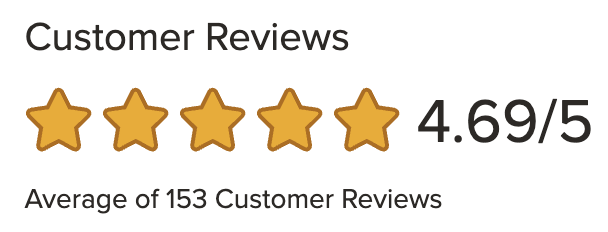 Customer Reviews
4.69/5
Average of 153 Customer Reviews